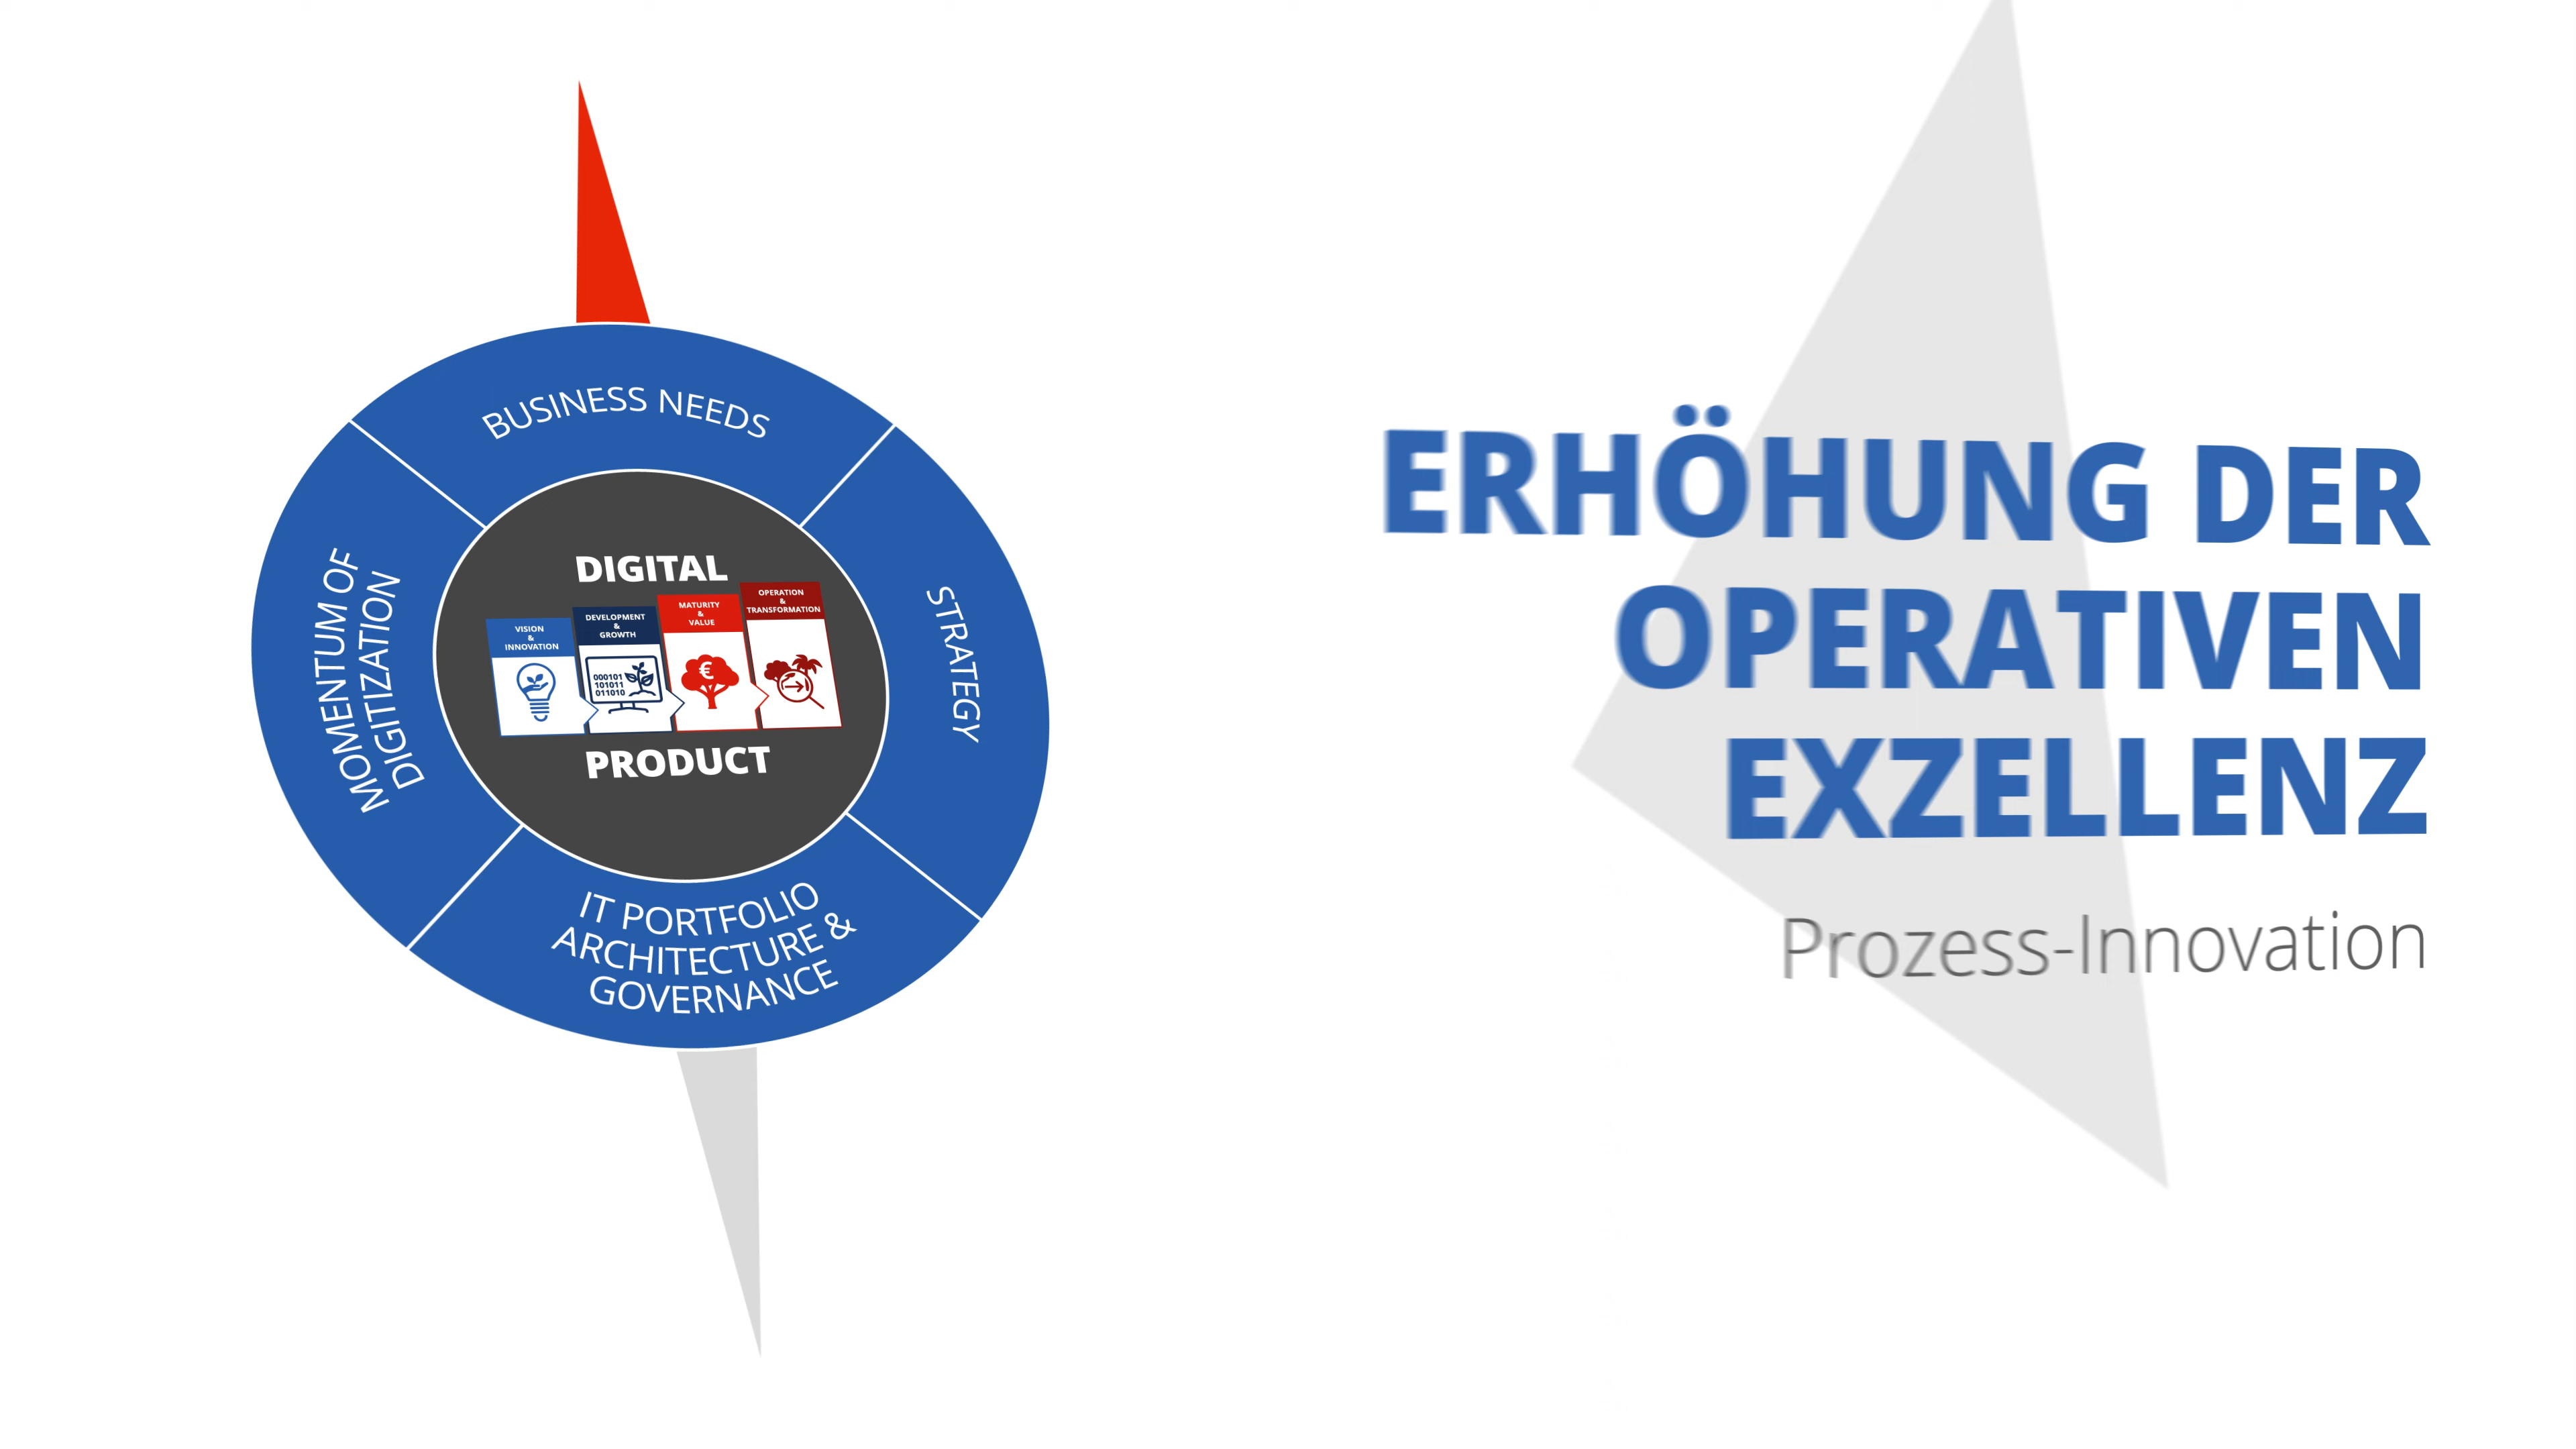 BUSINESS NEEDS
STRATEGY
IT PORTFOLIO
ARCHITECTURE &
GOVERNANCE
MOMENTUM OF
DIGITIZATION
DIGITAL
VISION
&
INNOVATION
DEVELOPMENT
&
GROWTH
000101
101011
011010
MATURITY
&
VALUE
€
OPERATION
&
TRANSFORMATION
PRODUCT
ERHÖHUNG DER
OPERATIVEN
EXZELLENZ
Prozess-Innovation